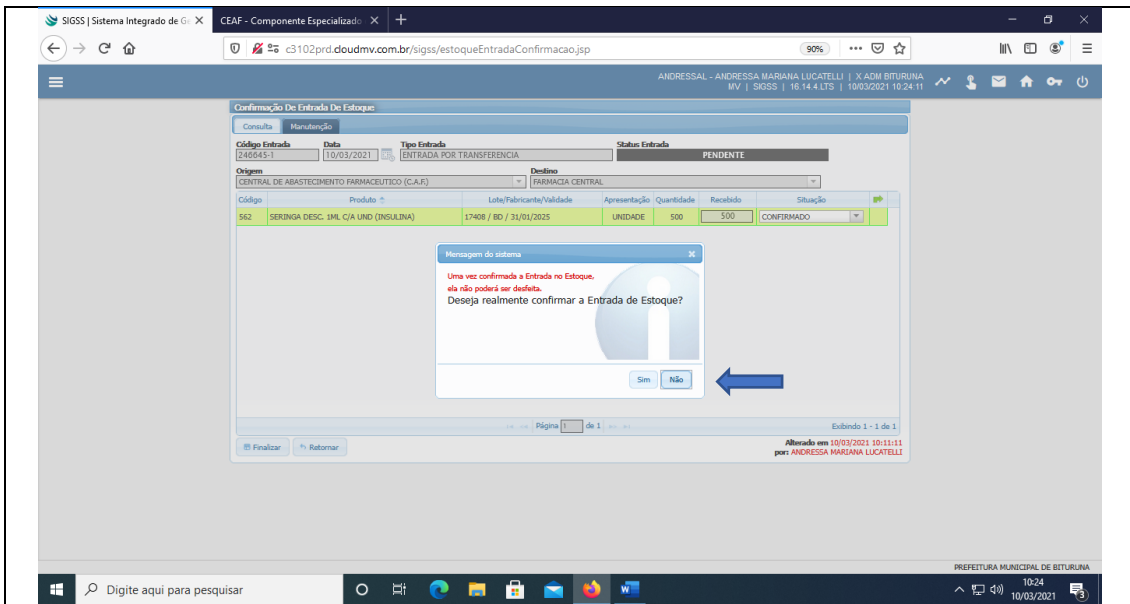 SIGSS | Sistema Integrado de Ge
CEAF - Componente Especializado
c3102prd.cloudmv.com.br/sigss/estoqueEntradaConfirmacao.jsp
90%
ANDRESSAL - ANDRESSA MARIANA LUCATELLI | X.ADM BITURUNA
MV | SIGSS | 16.14.4.LTS | 10/03/2021 10:24:11
Confirmação De Entrada De Estoque
Consulta Manutenção
Código Entrada Data Tipo Entrada Status Entrada
246645-1 10/03/2021 ENTRADA POR TRANSFERENCIA PENDENTE
Origem Destino
CENTRAL DE ABASTECIMENTO FARMACEUTICO (C.A.F.) FARMACIA CENTRAL
Código Produto Lote/Fabricante/Validade Apresentação Quantidade Recebido Situação
562 SERINGA DESC. 1ML C/A UND (INSULINA) 17408 / BD / 31/01/2025 UNIDADE 500 500 CONFIRMADO
Mensagem do sistema
Uma vez confirmada a Entrada no Estoque,
ela não poderá ser desfeita.
Deseja realmente confirmar a Entrada de Estoque?
Sim Não
Página 1 de 1 Exibindo 1 - 1 de 1
Finalizar Retornar
Alterado em 10/03/2021 10:11:11
por: ANDRESSA MARIANA LUCATELLI
PREFEITURA MUNICIPAL DE BITURUNA
Digite aqui para pesquisar
10:24
10/03/2021
3